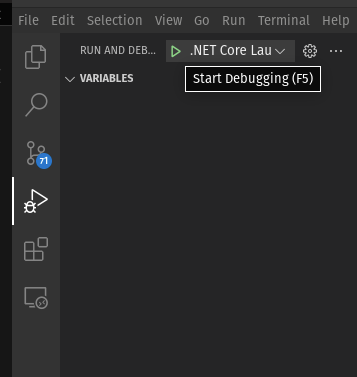 File Edit Selection View Go Run Terminal Help
RUN AND DEB... .NET Core Lau ...
Start Debugging (F5)
VARIABLES
71